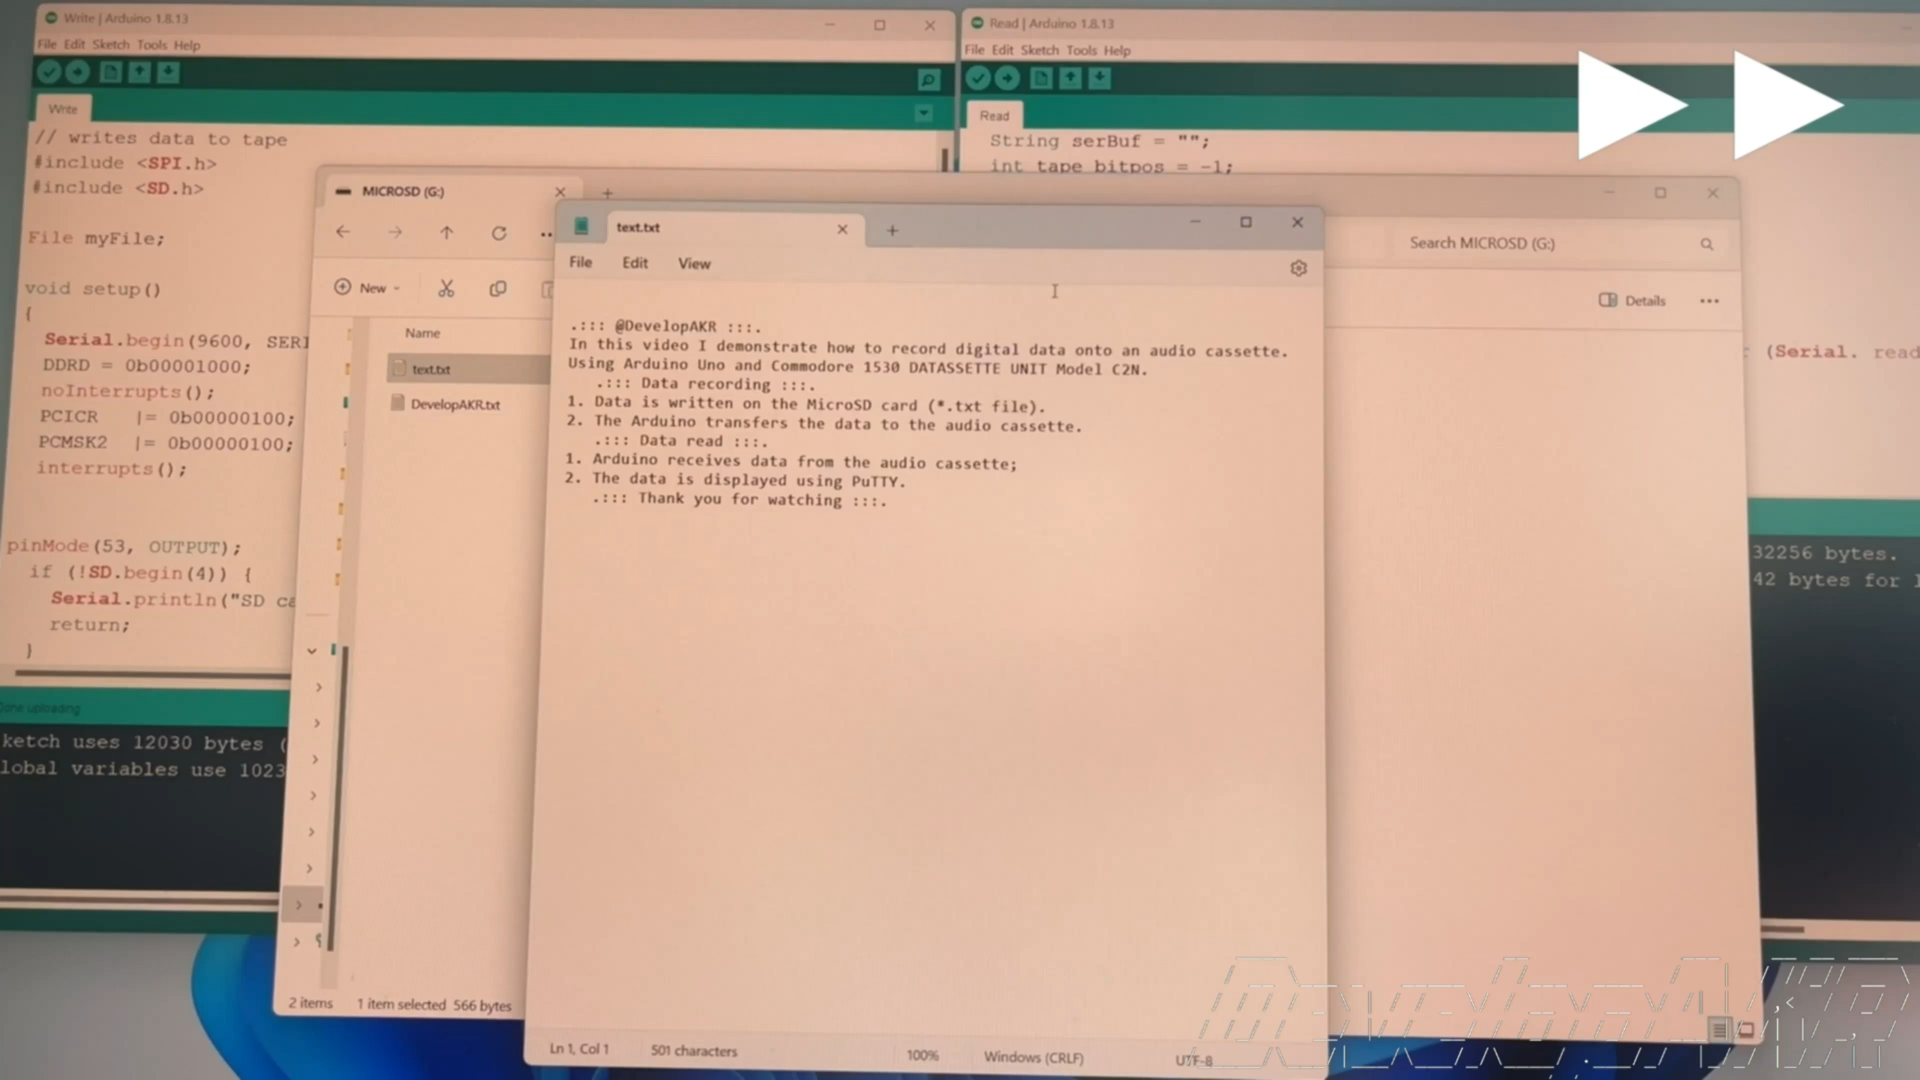 Write | Arduino 1.8.13
File Edit Sketch Tools Help
Write
// writes data to tape
#include <SPI.h>
#include <SD.h>
File myFile;
void setup()
{
Serial.begin(9600, SERI
DDRD = 0b00001000;
noInterrupts();
PCICR |= 0b00000100;
PCMSK2 |= 0b00000100;
interrupts();
pinMode(53, OUTPUT);
if (!SD.begin(4)) {
Serial.println("SD ca
return;
}
Done uploading
ketch uses 12030 bytes (
lobal variables use 1023
Read | Arduino 1.8.13
File Edit Sketch Tools Help
Read
String serBuf = "";
int tape_bitpos = -1;
(Serial. read
32256 bytes.
42 bytes for l
MICROSD (G:)
Search MICROSD (G:)
New
Details
Name
text.txt
DevelopAKR.txt
2 items 1 item selected 566 bytes
text.txt
File Edit View
.::: @DevelopAKR :::.
In this video I demonstrate how to record digital data onto an audio cassette.
Using Arduino Uno and Commodore 1530 DATASSETTE UNIT Model C2N.
.::: Data recording :::.
1. Data is written on the MicroSD card (*.txt file).
2. The Arduino transfers the data to the audio cassette.
.::: Data read :::.
1. Arduino receives data from the audio cassette;
2. The data is displayed using PuTTY.
.::: Thank you for watching :::.
Ln 1, Col 1 501 characters 100% Windows (CRLF) UTF-8
DevelopAKR